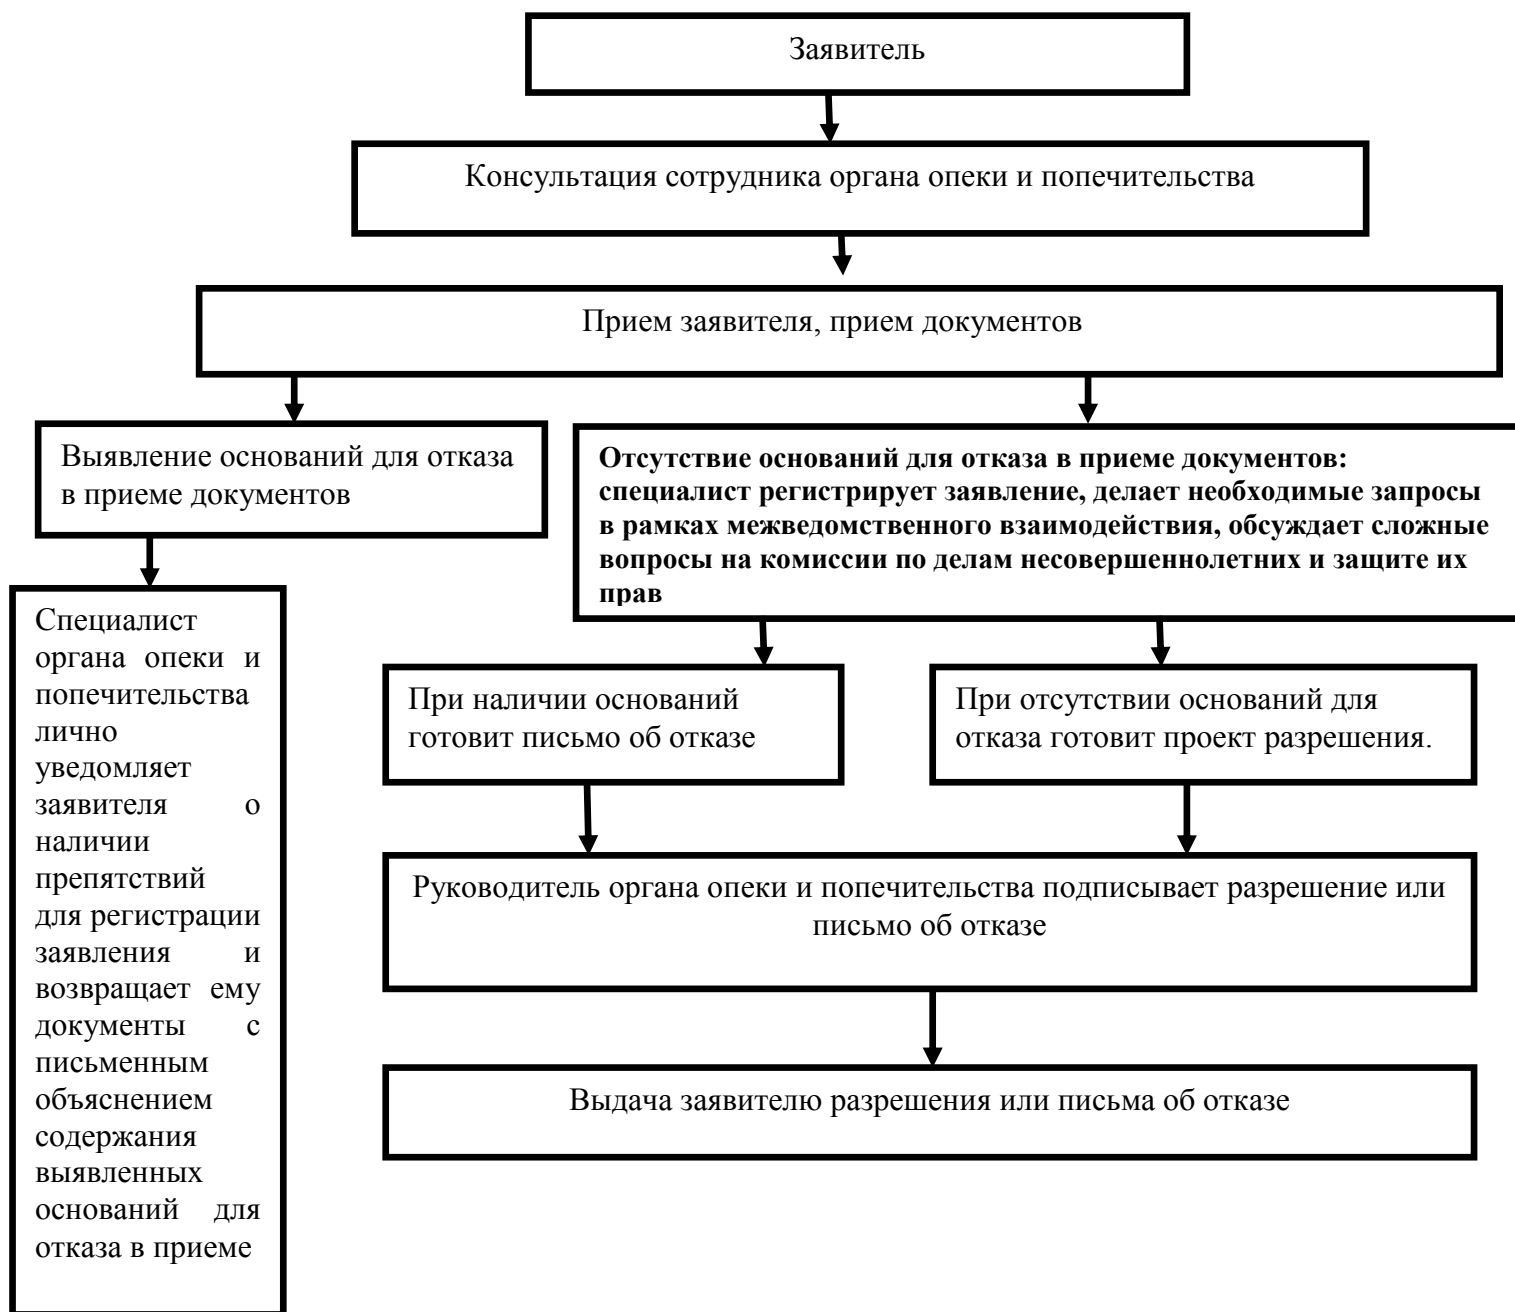 Заявитель
Консультация сотрудника органа опеки и попечительства
Прием заявителя, прием документов
Выявление оснований для отказа
в приеме документов
Отсутствие оснований для отказа в приеме документов:
специалист регистрирует заявление, делает необходимые запросы
в рамках межведомственного взаимодействия, обсуждает сложные
вопросы на комиссии по делам несовершеннолетних и защите их
прав
Специалист
органа опеки и
попечительства
лично
уведомляет
заявителя о
наличии
препятствий
для регистрации
заявления и
возвращает ему
документы с
письменным
объяснением
содержания
выявленных
оснований для
отказа в приеме
При наличии оснований
готовит письмо об отказе
При отсутствии оснований для
отказа готовит проект разрешения.
Руководитель органа опеки и попечительства подписывает разрешение или
письмо об отказе
Выдача заявителю разрешения или письма об отказе